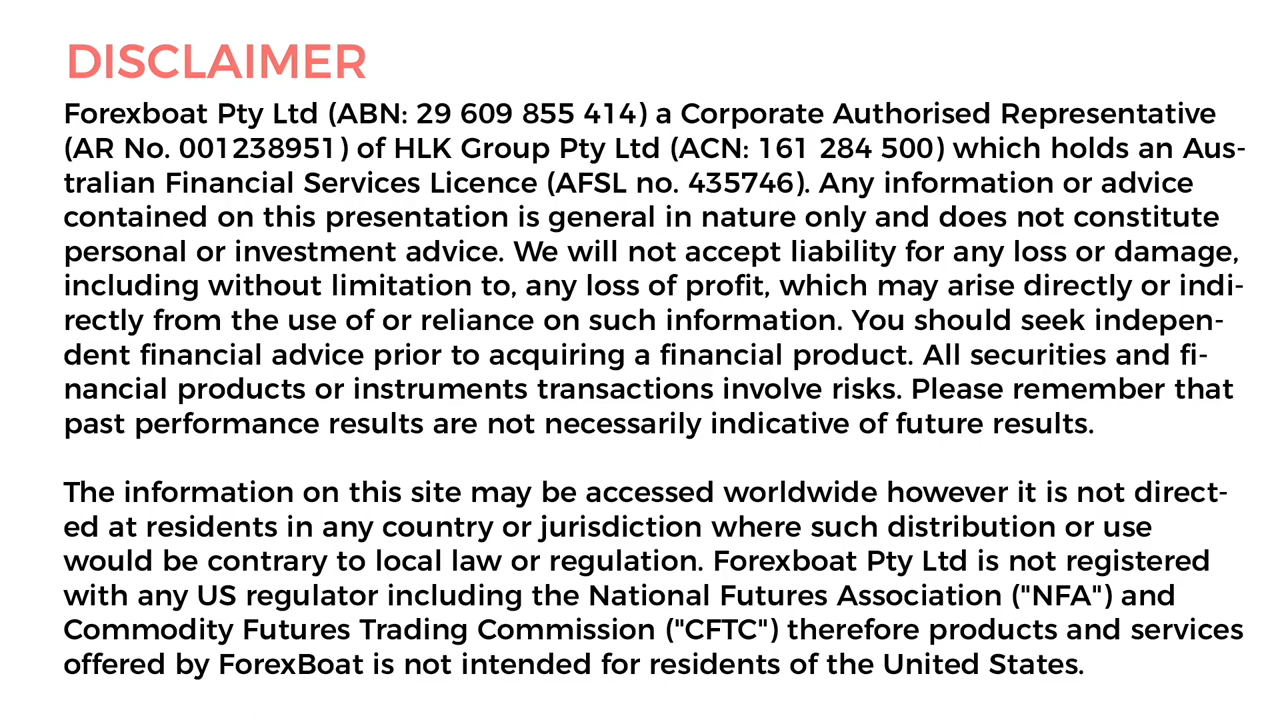 DISCLAIMER
Forexboat Pty Ltd (ABN: 29 609 855 414) a Corporate Authorised Representative
(AR No. 001238951) of HLK Group Pty Ltd (ACN: 161 284 500) which holds an Aus-
tralian Financial Services Licence (AFSL no. 435746). Any information or advice
contained on this presentation is general in nature only and does not constitute
personal or investment advice. We will not accept liability for any loss or damage,
including without limitation to, any loss of profit, which may arise directly or indi-
rectly from the use of or reliance on such information. You should seek indepen-
dent financial advice prior to acquiring a financial product. All securities and fi-
nancial products or instruments transactions involve risks. Please remember that
past performance results are not necessarily indicative of future results.
The information on this site may be accessed worldwide however it is not direct-
ed at residents in any country or jurisdiction where such distribution or use
would be contrary to local law or regulation. Forexboat Pty Ltd is not registered
with any US regulator including the National Futures Association ("NFA") and
Commodity Futures Trading Commission ("CFTC") therefore products and services
offered by ForexBoat is not intended for residents of the United States.